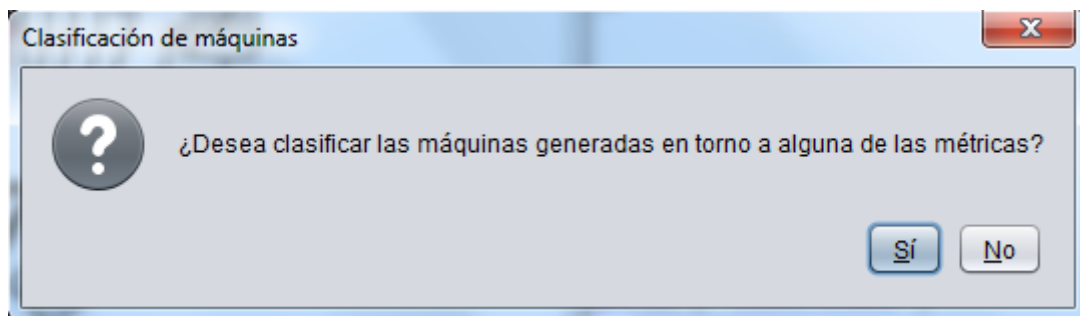 Clasificación de máquinas
¿Desea clasificar las máquinas generadas en torno a alguna de las métricas?
Sí No